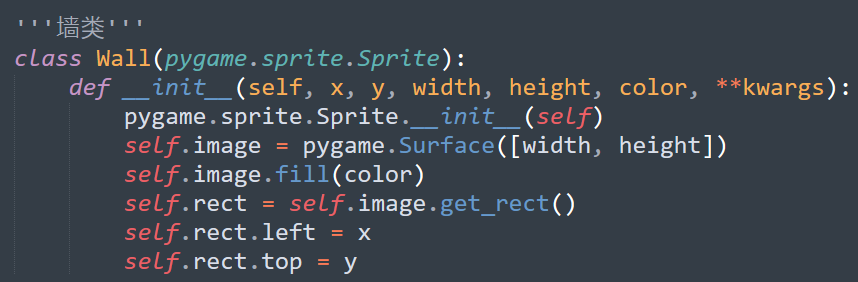 '''墙类'''
class Wall(pygame.sprite.Sprite):
    def __init__(self, x, y, width, height, color, **kwargs):
        pygame.sprite.Sprite.__init__(self)
        self.image = pygame.Surface([width, height])
        self.image.fill(color)
        self.rect = self.image.get_rect()
        self.rect.left = x
        self.rect.top = y